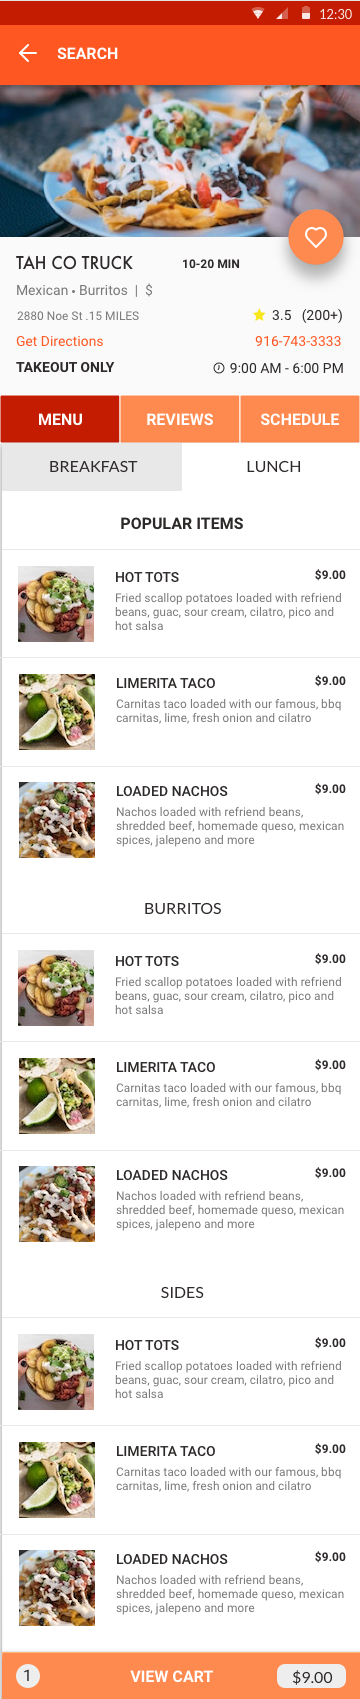 12:30
SEARCH
TAH CO TRUCK 10-20 MIN
Mexican • Burritos | $
2880 Noe St .15 MILES 3.5 (200+)
Get Directions 916-743-3333
TAKEOUT ONLY 9:00 AM - 6:00 PM
MENU REVIEWS SCHEDULE
BREAKFAST LUNCH
POPULAR ITEMS
HOT TOTS $9.00
Fried scallop potatoes loaded with refriend
beans, guac, sour cream, cilatro, pico and
hot salsa
LIMERITA TACO $9.00
Carnitas taco loaded with our famous, bbq
carnitas, lime, fresh onion and cilatro
LOADED NACHOS $9.00
Nachos loaded with refriend beans,
shredded beef, homemade queso, mexican
spices, jalepeno and more
BURRITOS
HOT TOTS $9.00
Fried scallop potatoes loaded with refriend
beans, guac, sour cream, cilatro, pico and
hot salsa
LIMERITA TACO $9.00
Carnitas taco loaded with our famous, bbq
carnitas, lime, fresh onion and cilatro
LOADED NACHOS $9.00
Nachos loaded with refriend beans,
shredded beef, homemade queso, mexican
spices, jalepeno and more
SIDES
HOT TOTS $9.00
Fried scallop potatoes loaded with refriend
beans, guac, sour cream, cilatro, pico and
hot salsa
LIMERITA TACO $9.00
Carnitas taco loaded with our famous, bbq
carnitas, lime, fresh onion and cilatro
LOADED NACHOS $9.00
Nachos loaded with refriend beans,
shredded beef, homemade queso, mexican
spices, jalepeno and more
1 VIEW CART $9.00